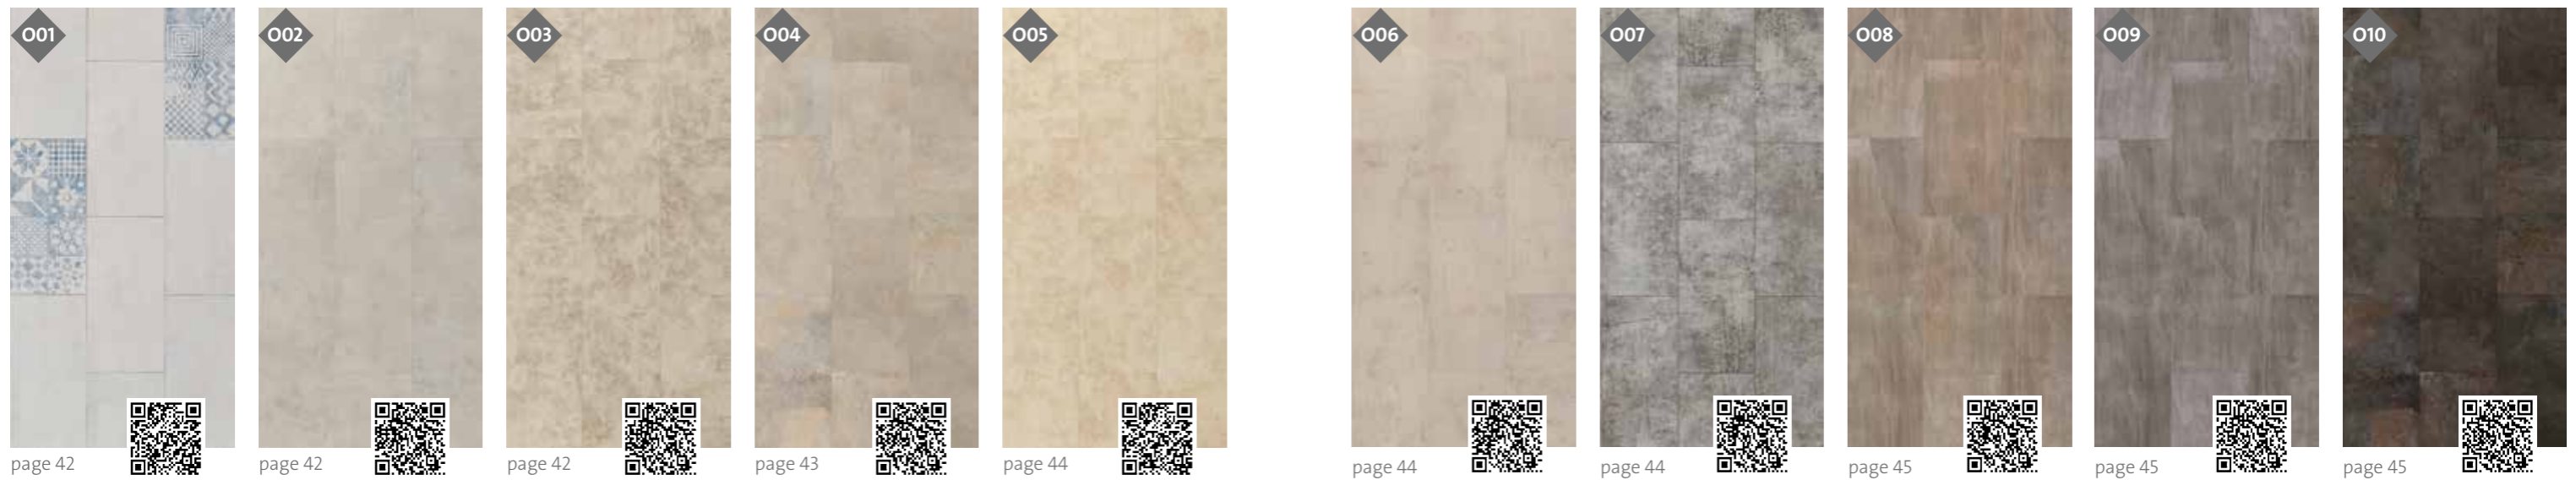 O01
O02
O03
O04
O05
O06
O07
O08
O09
O10
page 42
page 42
page 42
page 43
page 44
page 44
page 44
page 45
page 45
page 45